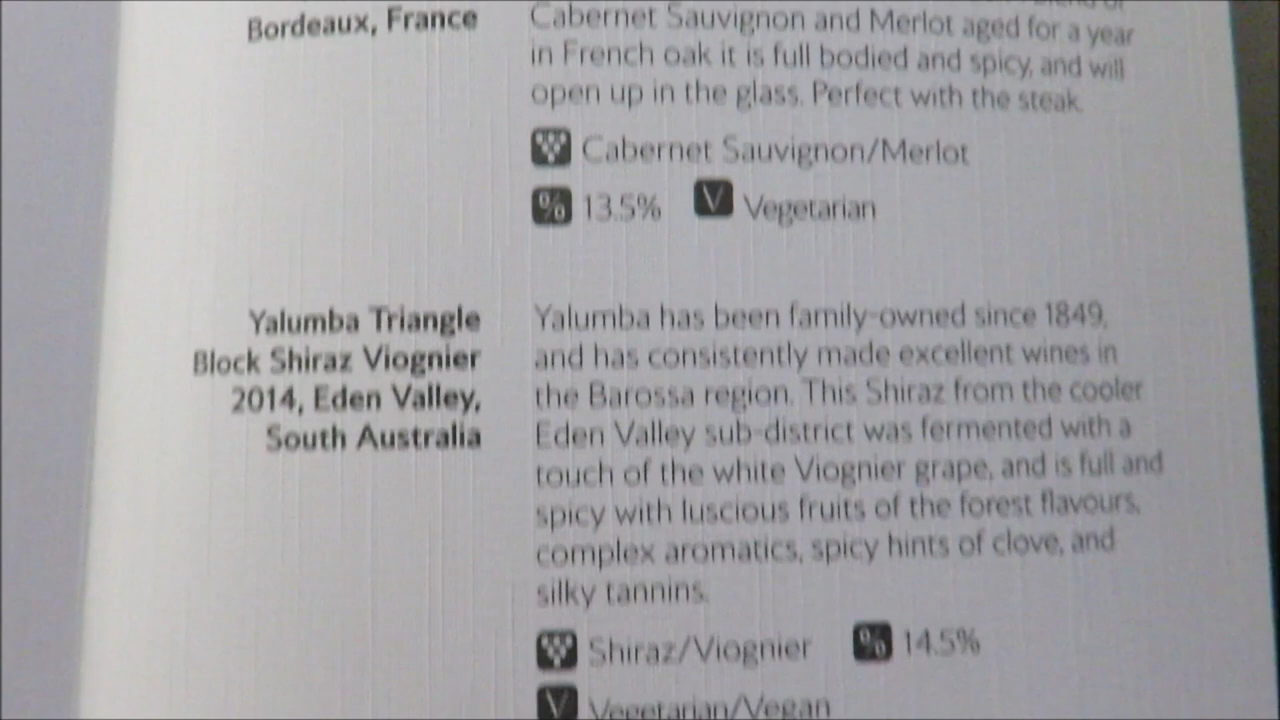 Bordeaux, France
Cabernet Sauvignon and Merlot aged for a year
in French oak it is full bodied and spicy, and will
open up in the glass. Perfect with the steak.
Cabernet Sauvignon/Merlot
% 13.5% V Vegetarian
Yalumba Triangle
Block Shiraz Viognier
2014, Eden Valley,
South Australia
Yalumba has been family-owned since 1849,
and has consistently made excellent wines in
the Barossa region. This Shiraz from the cooler
Eden Valley sub-district was fermented with a
touch of the white Viognier grape, and is full and
spicy with luscious fruits of the forest flavours,
complex aromatics, spicy hints of clove, and
silky tannins.
Shiraz/Viognier % 14.5%
V Vegetarian/Vegan